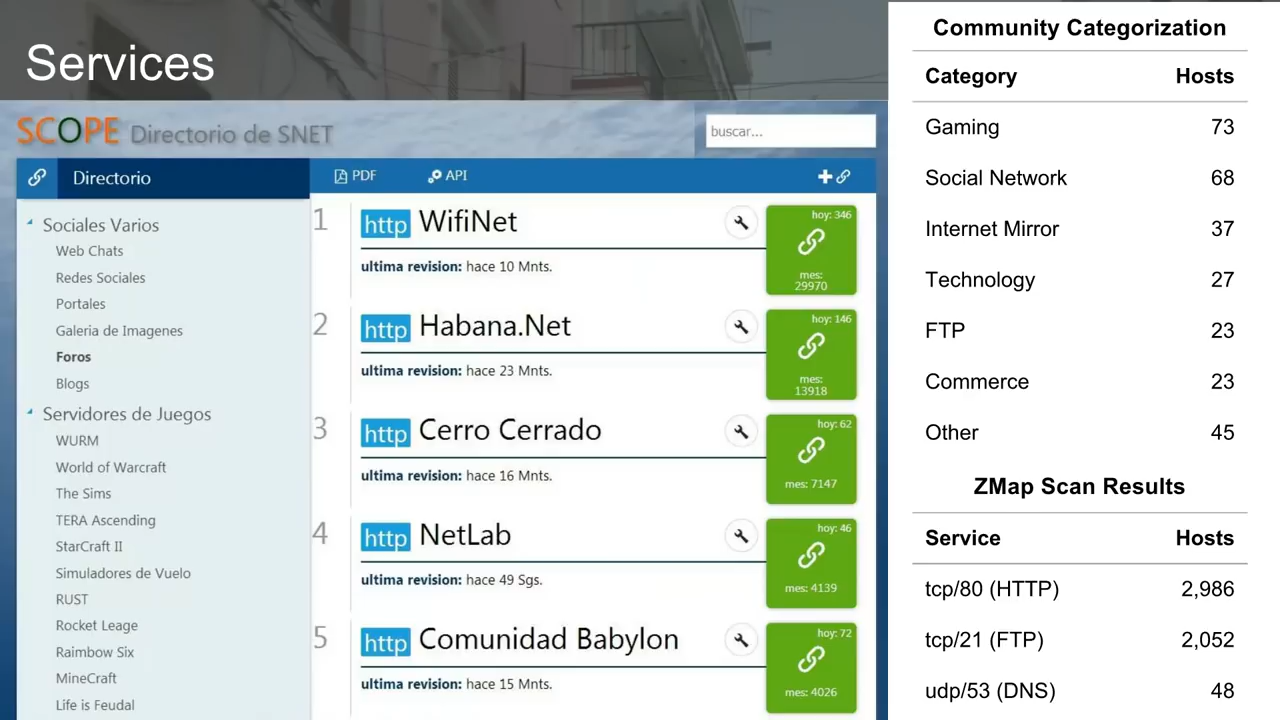 Services
SCOPE Directorio de SNET
buscar...
Directorio
PDF
API
Sociales Varios
Web Chats
Redes Sociales
Portales
Galeria de Imagenes
Foros
Blogs
Servidores de Juegos
WURM
World of Warcraft
The Sims
TERA Ascending
StarCraft II
Simuladores de Vuelo
RUST
Rocket Leage
Raimbow Six
MineCraft
Life is Feudal
1
http WifiNet
ultima revision: hace 10 Mnts.
hoy: 346
mes:
29970
2
http Habana.Net
ultima revision: hace 23 Mnts.
hoy: 146
mes:
13918
3
http Cerro Cerrado
ultima revision: hace 16 Mnts.
hoy: 62
mes: 7147
4
http NetLab
ultima revision: hace 49 Sgs.
hoy: 46
mes: 4139
5
http Comunidad Babylon
ultima revision: hace 15 Mnts.
hoy: 72
mes: 4026
Community Categorization
Category Hosts
Gaming 73
Social Network 68
Internet Mirror 37
Technology 27
FTP 23
Commerce 23
Other 45
ZMap Scan Results
Service Hosts
tcp/80 (HTTP) 2,986
tcp/21 (FTP) 2,052
udp/53 (DNS) 48